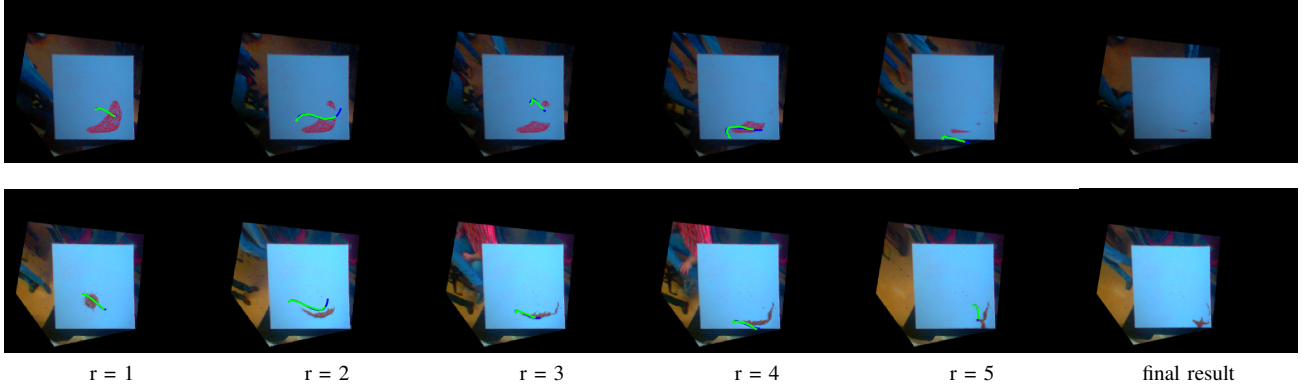 r = 1 r = 2 r = 3 r = 4 r = 5 final result